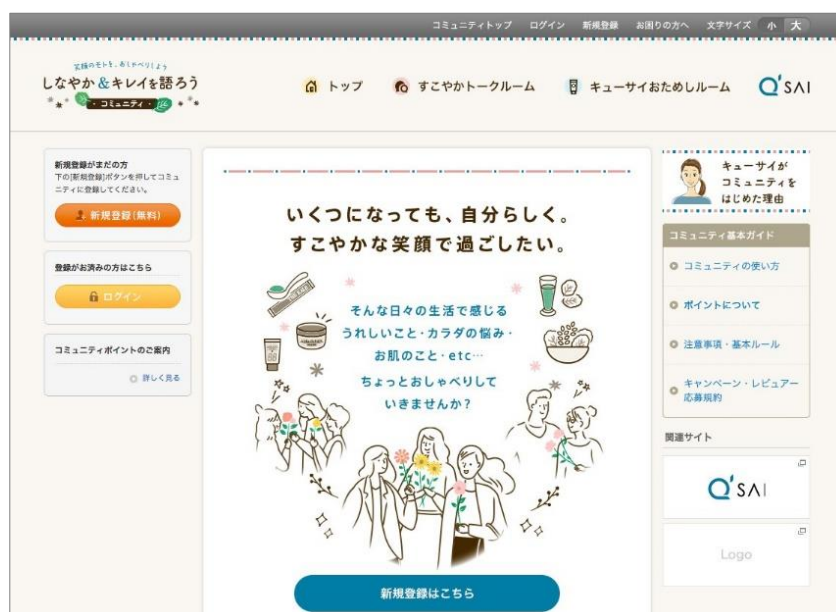 コミュニティトップ ログイン 新規登録 お困りの方へ 文字サイズ 小 大
笑顔のモトを、おしゃべりしよう
しなやか&キレイを語ろう
コミュニティ
トップ
すこやかトークルーム
キューサイおためしルーム
Q'SAI
新規登録がまだの方
下の[新規登録]ボタンを押してコミュ
ニティに登録してください。
新規登録(無料)
登録がお済みの方はこちら
ログイン
コミュニティポイントのご案内
詳しく見る
いくつになっても、自分らしく。
すこやかな笑顔で過ごしたい。
そんな日々の生活で感じる
うれしいこと・カラダの悩み・
お肌のこと・etc…
ちょっとおしゃべりして
いきませんか?
新規登録はこちら
キューサイが
コミュニティを
はじめた理由
コミュニティ基本ガイド
コミュニティの使い方
ポイントについて
注意事項・基本ルール
キャンペーン・レビュアー
応募規約
関連サイト
Q'SAI
Logo